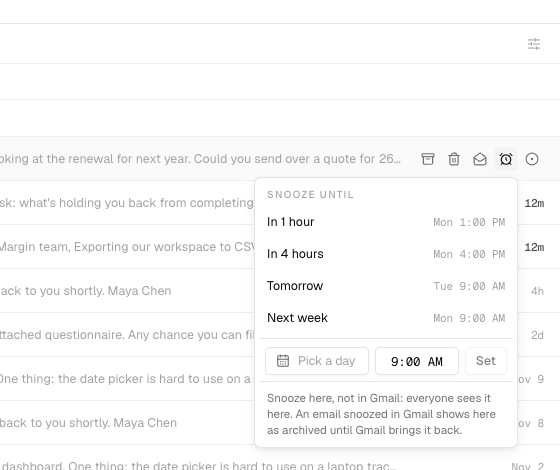 oking at the renewal for next year. Could you send over a quote for 26...
SNOOZE UNTIL
sk: what's holding you back from completing 12m
In 1 hour Mon 1:00 PM
Margin team, Exporting our workspace to CSV 12m
In 4 hours Mon 4:00 PM
ack to you shortly. Maya Chen 4h
Tomorrow Tue 9:00 AM
Next week Mon 9:00 AM
ttached questionnaire. Any chance you can fil 2d
Pick a day 9:00 AM Set
One thing: the date picker is hard to use on a ov 9
Snooze here, not in Gmail: everyone sees it
here. An email snoozed in Gmail shows here
as archived until Gmail brings it back.
back to you shortly. Maya Chen ov 8
dashboard. One thing: the date picker is hard to use on a laptop trac... Nov 2